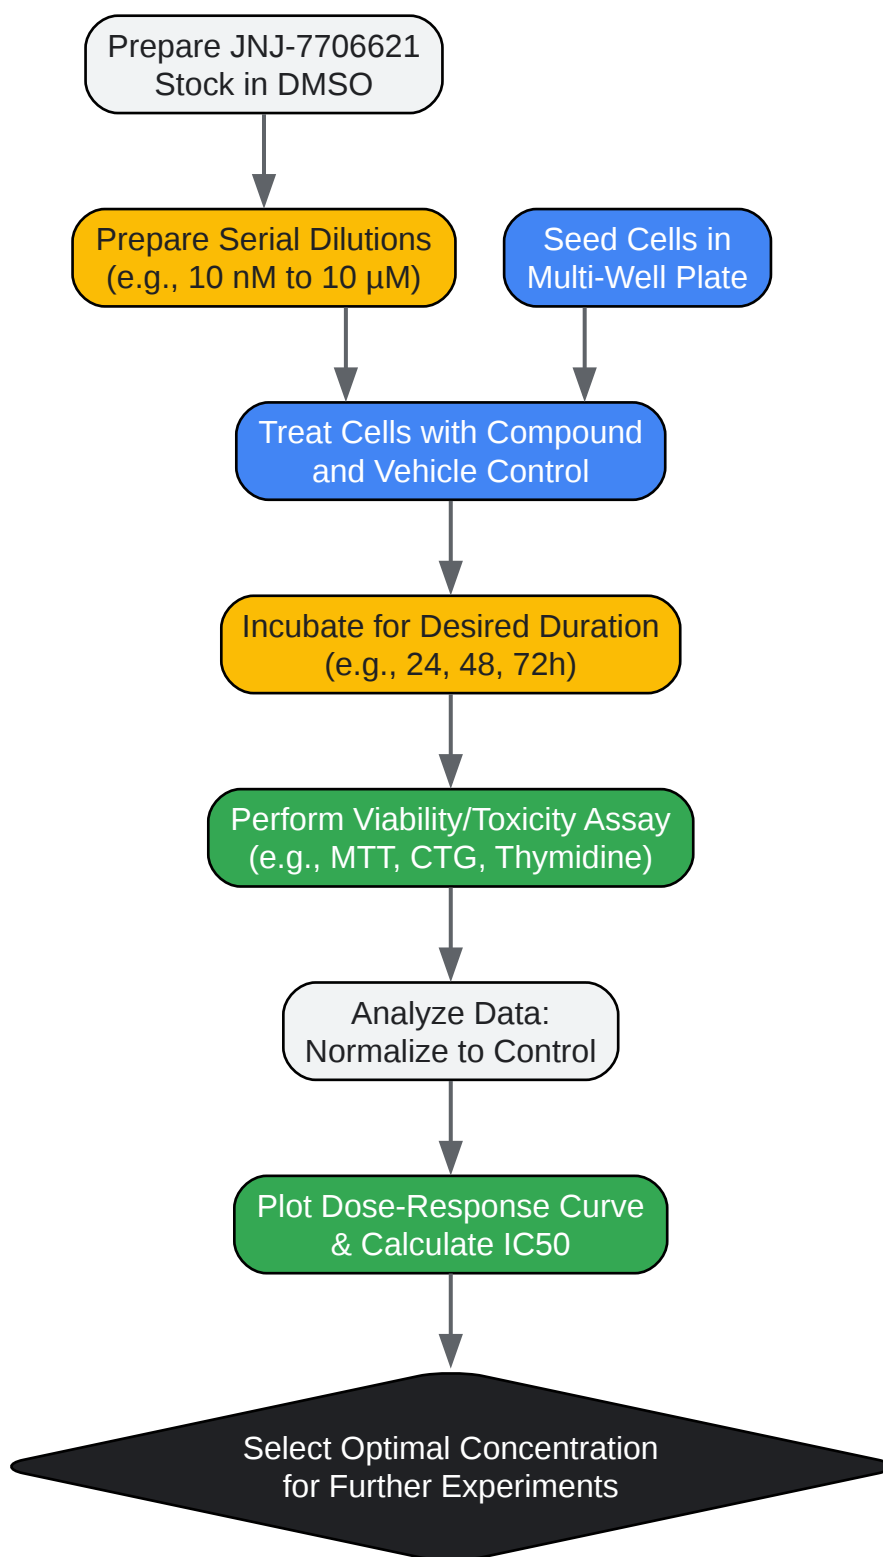 Prepare JNJ-7706621
Stock in DMSO
Prepare Serial Dilutions
(e.g., 10 nM to 10 µM)
Seed Cells in
Multi-Well Plate
Treat Cells with Compound
and Vehicle Control
Incubate for Desired Duration
(e.g., 24, 48, 72h)
Perform Viability/Toxicity Assay
(e.g., MTT, CTG, Thymidine)
Analyze Data:
Normalize to Control
Plot Dose-Response Curve
& Calculate IC50
Select Optimal Concentration
for Further Experiments